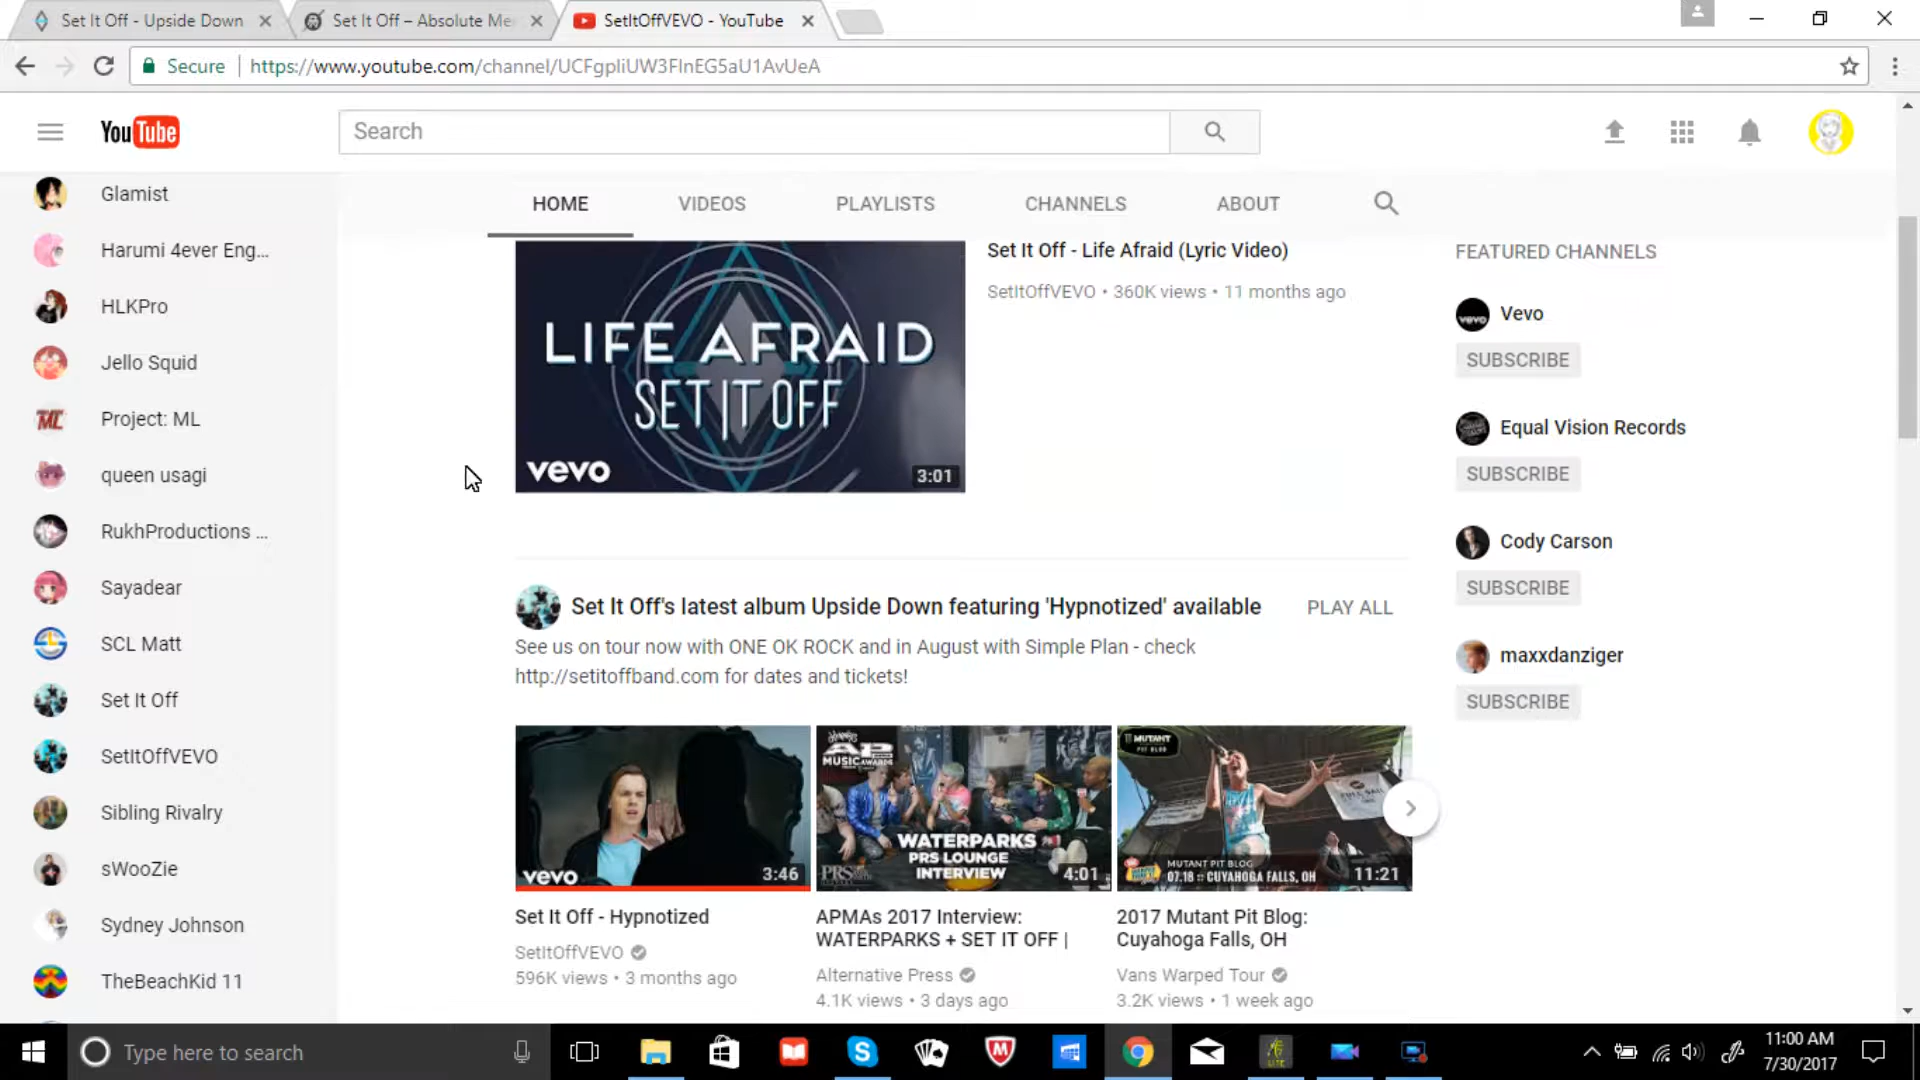 Set It Off - Upside Down
Set It Off – Absolute Me
SetItOffVEVO - YouTube
Secure
https://www.youtube.com/channel/UCFgpIiUW3FInEG5aU1AvUeA
YouTube
Search
Glamist
Harumi 4ever Eng...
HLKPro
Jello Squid
Project: ML
queen usagi
RukhProductions ...
Sayadear
SCL Matt
Set It Off
SetItOffVEVO
Sibling Rivalry
sWooZie
Sydney Johnson
TheBeachKid 11
HOME
VIDEOS
PLAYLISTS
CHANNELS
ABOUT
LIFE AFRAID
SET IT OFF
vevo
3:01
Set It Off - Life Afraid (Lyric Video)
SetItOffVEVO • 360K views • 11 months ago
Set It Off's latest album Upside Down featuring 'Hypnotized' available
PLAY ALL
See us on tour now with ONE OK ROCK and in August with Simple Plan - check
http://setitoffband.com for dates and tickets!
vevo
3:46
Set It Off - Hypnotized
SetItOffVEVO
596K views • 3 months ago
AP
MUSIC AWARDS
WATERPARKS
PRS LOUNGE
INTERVIEW
PRS
4:01
APMAs 2017 Interview:
WATERPARKS + SET IT OFF |
Alternative Press
4.1K views • 3 days ago
MUTANT
PIT BLOG
MUTANT PIT BLOG
07.18 :: CUYAHOGA FALLS, OH
11:21
2017 Mutant Pit Blog:
Cuyahoga Falls, OH
Vans Warped Tour
3.2K views • 1 week ago
FEATURED CHANNELS
vevo
Vevo
SUBSCRIBE
Equal Vision Records
SUBSCRIBE
Cody Carson
SUBSCRIBE
maxxdanziger
SUBSCRIBE
Type here to search
11:00 AM
7/30/2017